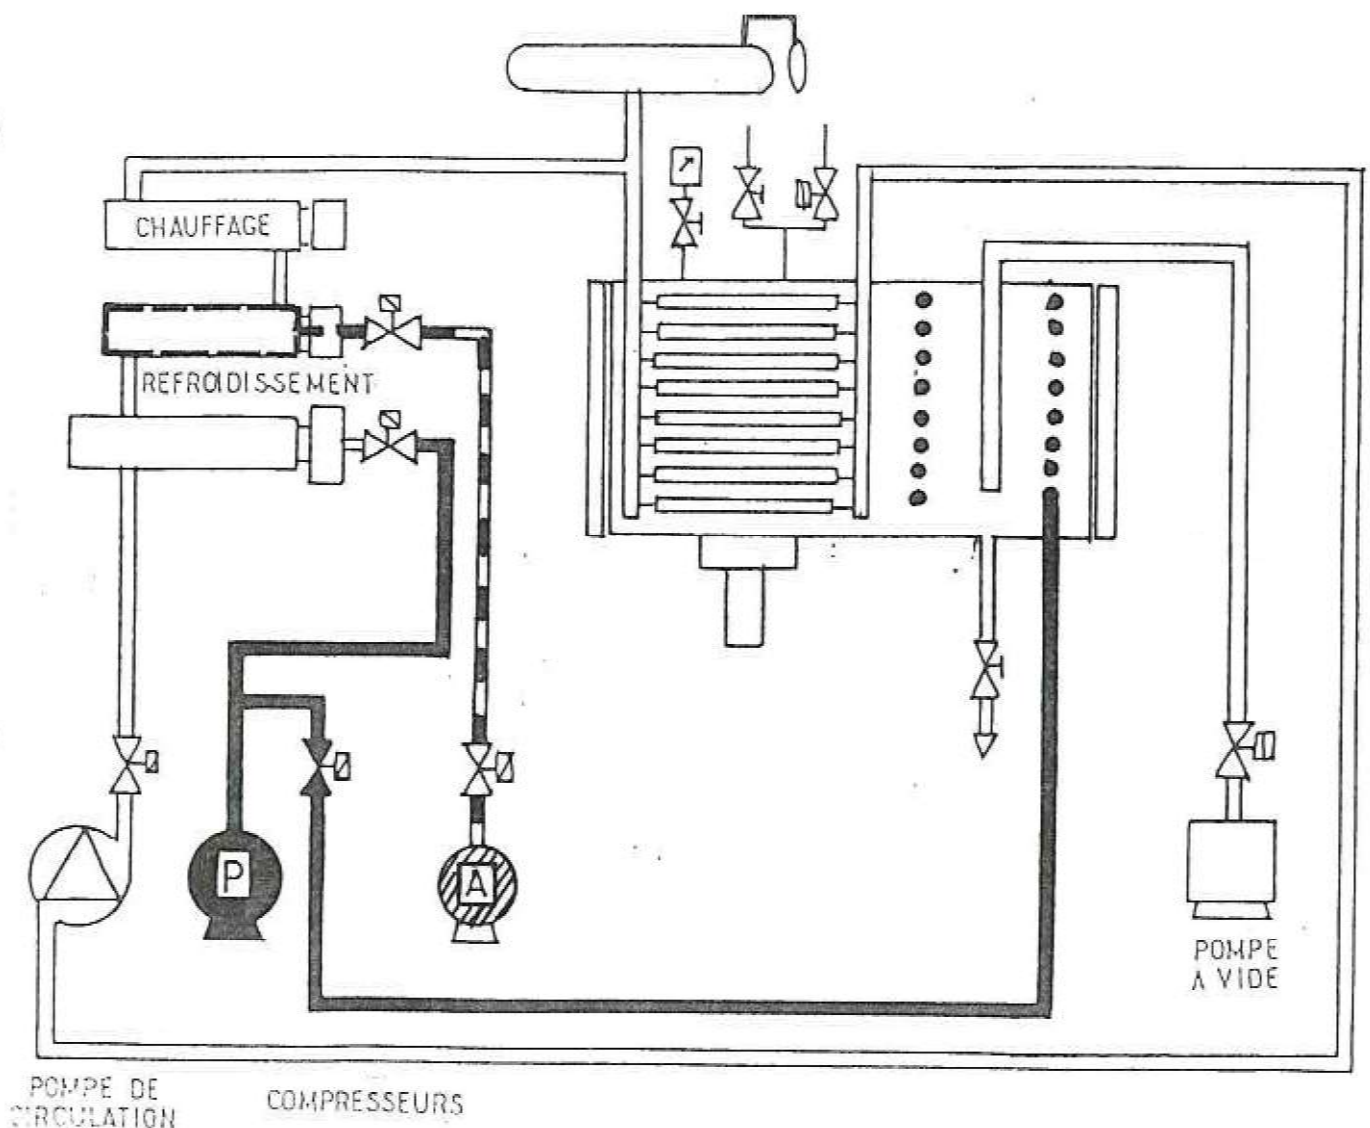 CHAUFFAGE
REFROIDISSEMENT
P
A
POMPE
A VIDE
POMPE DE
CIRCULATION
COMPRESSEURS